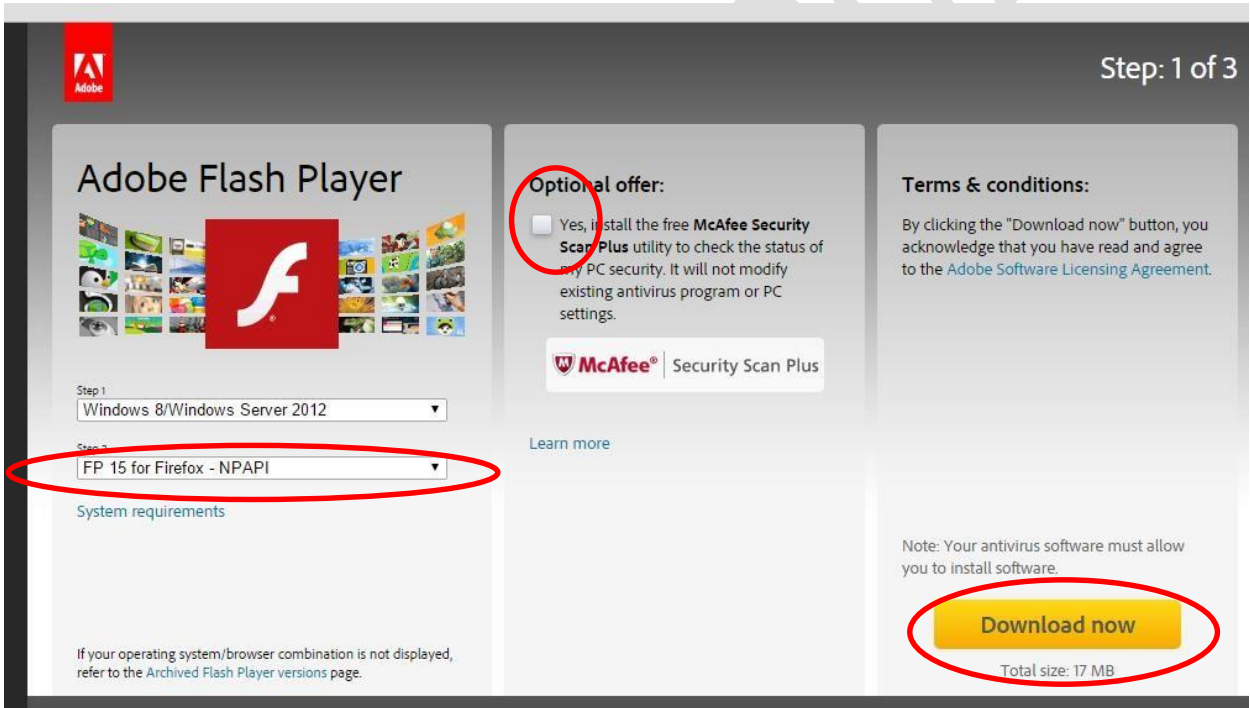 Adobe
Step: 1 of 3
Adobe Flash Player
Step 1
Windows 8/Windows Server 2012
Step 2
FP 15 for Firefox - NPAPI
System requirements
If your operating system/browser combination is not displayed,
refer to the Archived Flash Player versions page.
Optional offer:
Yes, install the free McAfee Security
Scan Plus utility to check the status of
my PC security. It will not modify
existing antivirus program or PC
settings.
McAfee® Security Scan Plus
Learn more
Terms & conditions:
By clicking the "Download now" button, you
acknowledge that you have read and agree
to the Adobe Software Licensing Agreement.
Note: Your antivirus software must allow
you to install software.
Download now
Total size: 17 MB